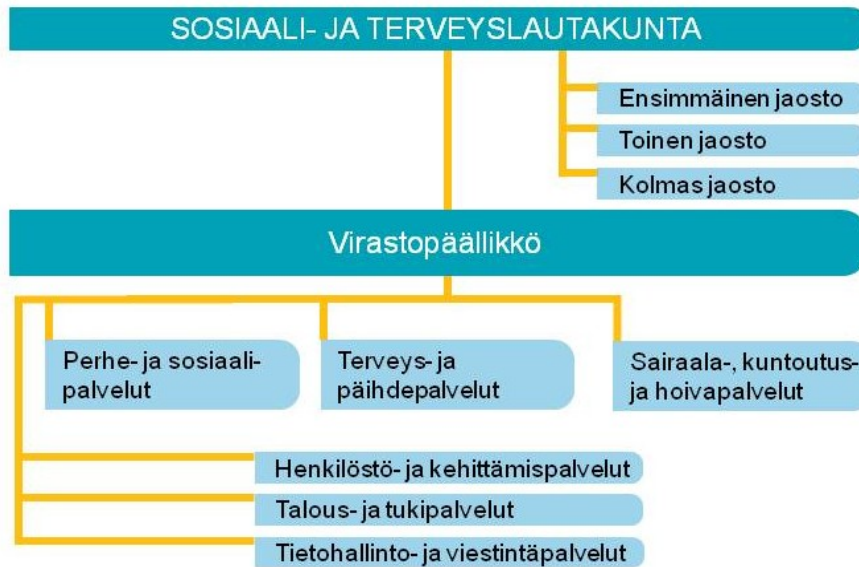 SOSIAALI- JA TERVEYSLAUTAKUNTA
Ensimmäinen jaosto
Toinen jaosto
Kolmas jaosto
Virastopäällikkö
Perhe- ja sosiaali-
palvelut
Terveys- ja
päihdepalvelut
Sairaala-, kuntoutus-
ja hoivapalvelut
Henkilöstö- ja kehittämispalvelut
Talous- ja tukipalvelut
Tietohallinto- ja viestintäpalvelut